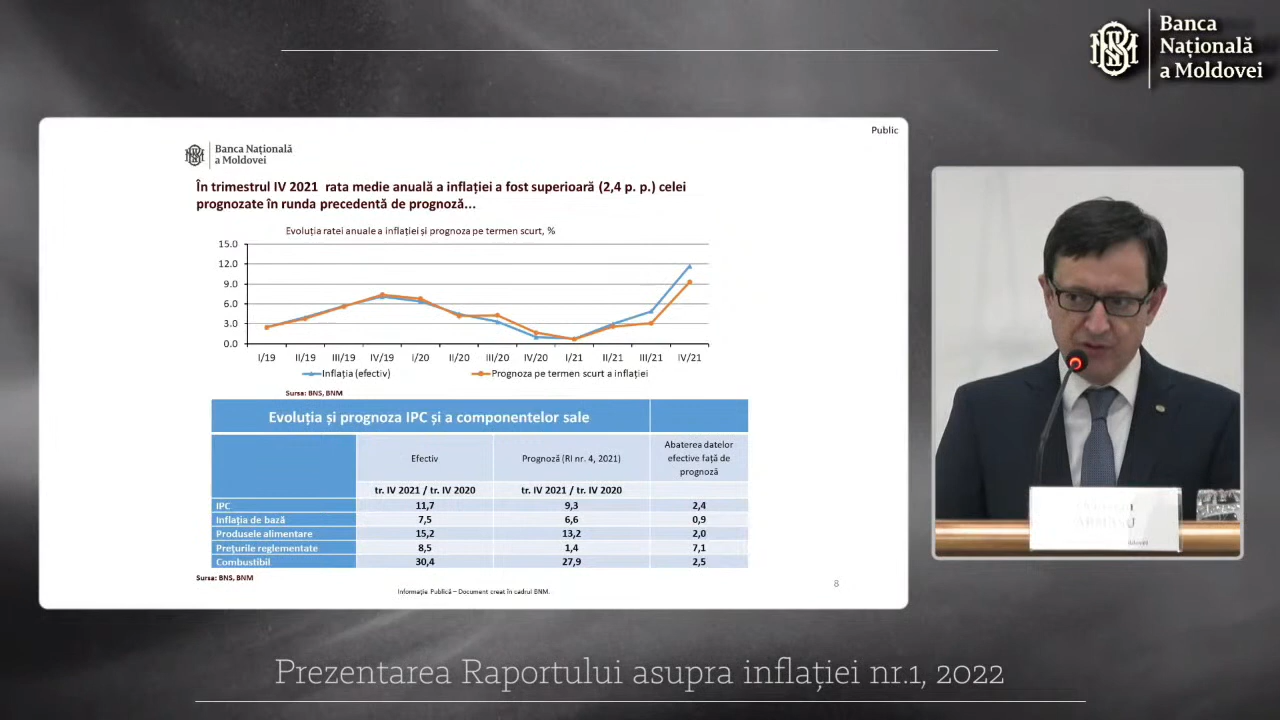 Banca
Națională
a Moldovei
Public
Banca Națională
a Moldovei
În trimestrul IV 2021 rata medie anuală a inflației a fost superioară (2,4 p. p.) celei
prognozate în runda precedentă de prognoză...
Evoluția ratei anuale a inflației și prognoza pe termen scurt, %
15.0
12.0
9.0
6.0
3.0
0.0
I/19 II/19 III/19 IV/19 I/20 II/20 III/20 IV/20 I/21 II/21 III/21 IV/21
Inflația (efectiv) Prognoza pe termen scurt a inflației
Sursa: BNS, BNM
Evoluția și prognoza IPC și a componentelor sale
Efectiv Prognoză (RI nr. 4, 2021) Abaterea datelor
efective față de
prognoză
tr. IV 2021 / tr. IV 2020 tr. IV 2021 / tr. IV 2020
IPC 11,7 9,3 2,4
Inflația de bază 7,5 6,6 0,9
Produsele alimentare 15,2 13,2 2,0
Prețurile reglementate 8,5 1,4 7,1
Combustibil 30,4 27,9 2,5
Sursa: BNS, BNM
Informație Publică – Document creat în cadrul BNM.
8
ARMAȘU
Prezentarea Raportului asupra inflației nr.1, 2022